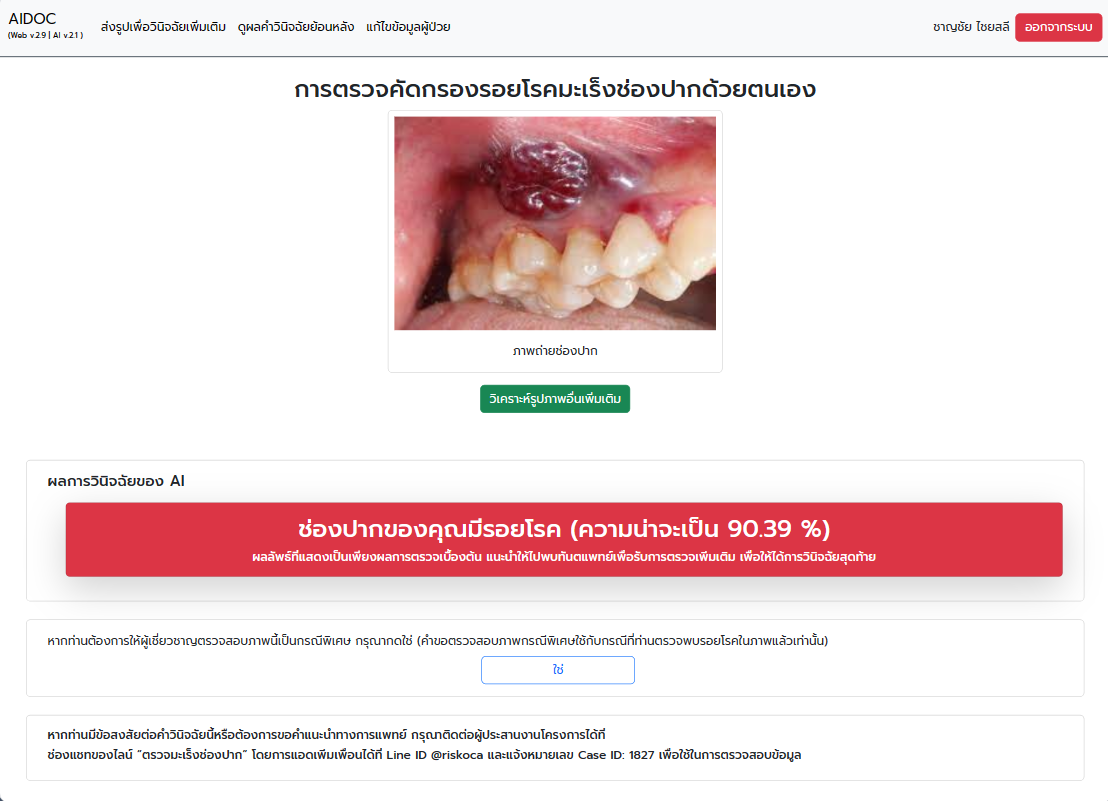 AIDOC
(Web v.2.9 | AI v.2.1 )
ส่งรูปเพื่อวินิจฉัยเพิ่มเติม ดูผลคำวินิจฉัยย้อนหลัง แก้ไขข้อมูลผู้ป่วย
ชาญชัย ไชยสลี ออกจากระบบ
การตรวจคัดกรองรอยโรคมะเร็งช่องปากด้วยตนเอง
ภาพถ่ายช่องปาก
วิเคราะห์รูปภาพอื่นเพิ่มเติม
ผลการวินิจฉัยของ AI
ช่องปากของคุณมีรอยโรค (ความน่าจะเป็น 90.39 %)
ผลลัพธ์ที่แสดงเป็นเพียงผลการตรวจเบื้องต้น แนะนำให้ไปพบทันตแพทย์เพื่อรับการตรวจเพิ่มเติม เพื่อให้ได้การวินิจฉัยสุดท้าย
หากท่านต้องการให้ผู้เชี่ยวชาญตรวจสอบภาพนี้เป็นกรณีพิเศษ กรุณากดใช่ (คำขอตรวจสอบภาพกรณีพิเศษใช้กับกรณีที่ท่านตรวจพบรอยโรคในภาพแล้วเท่านั้น)
ใช่
หากท่านมีข้อสงสัยต่อคำวินิจฉัยนี้หรือต้องการขอคำแนะนำทางการแพทย์ กรุณาติดต่อผู้ประสานงานโครงการได้ที่
ช่องแชทของไลน์ "ตรวจมะเร็งช่องปาก" โดยการแอดเพิ่มเพื่อนได้ที่ Line ID @riskoca และแจ้งหมายเลข Case ID: 1827 เพื่อใช้ในการตรวจสอบข้อมูล